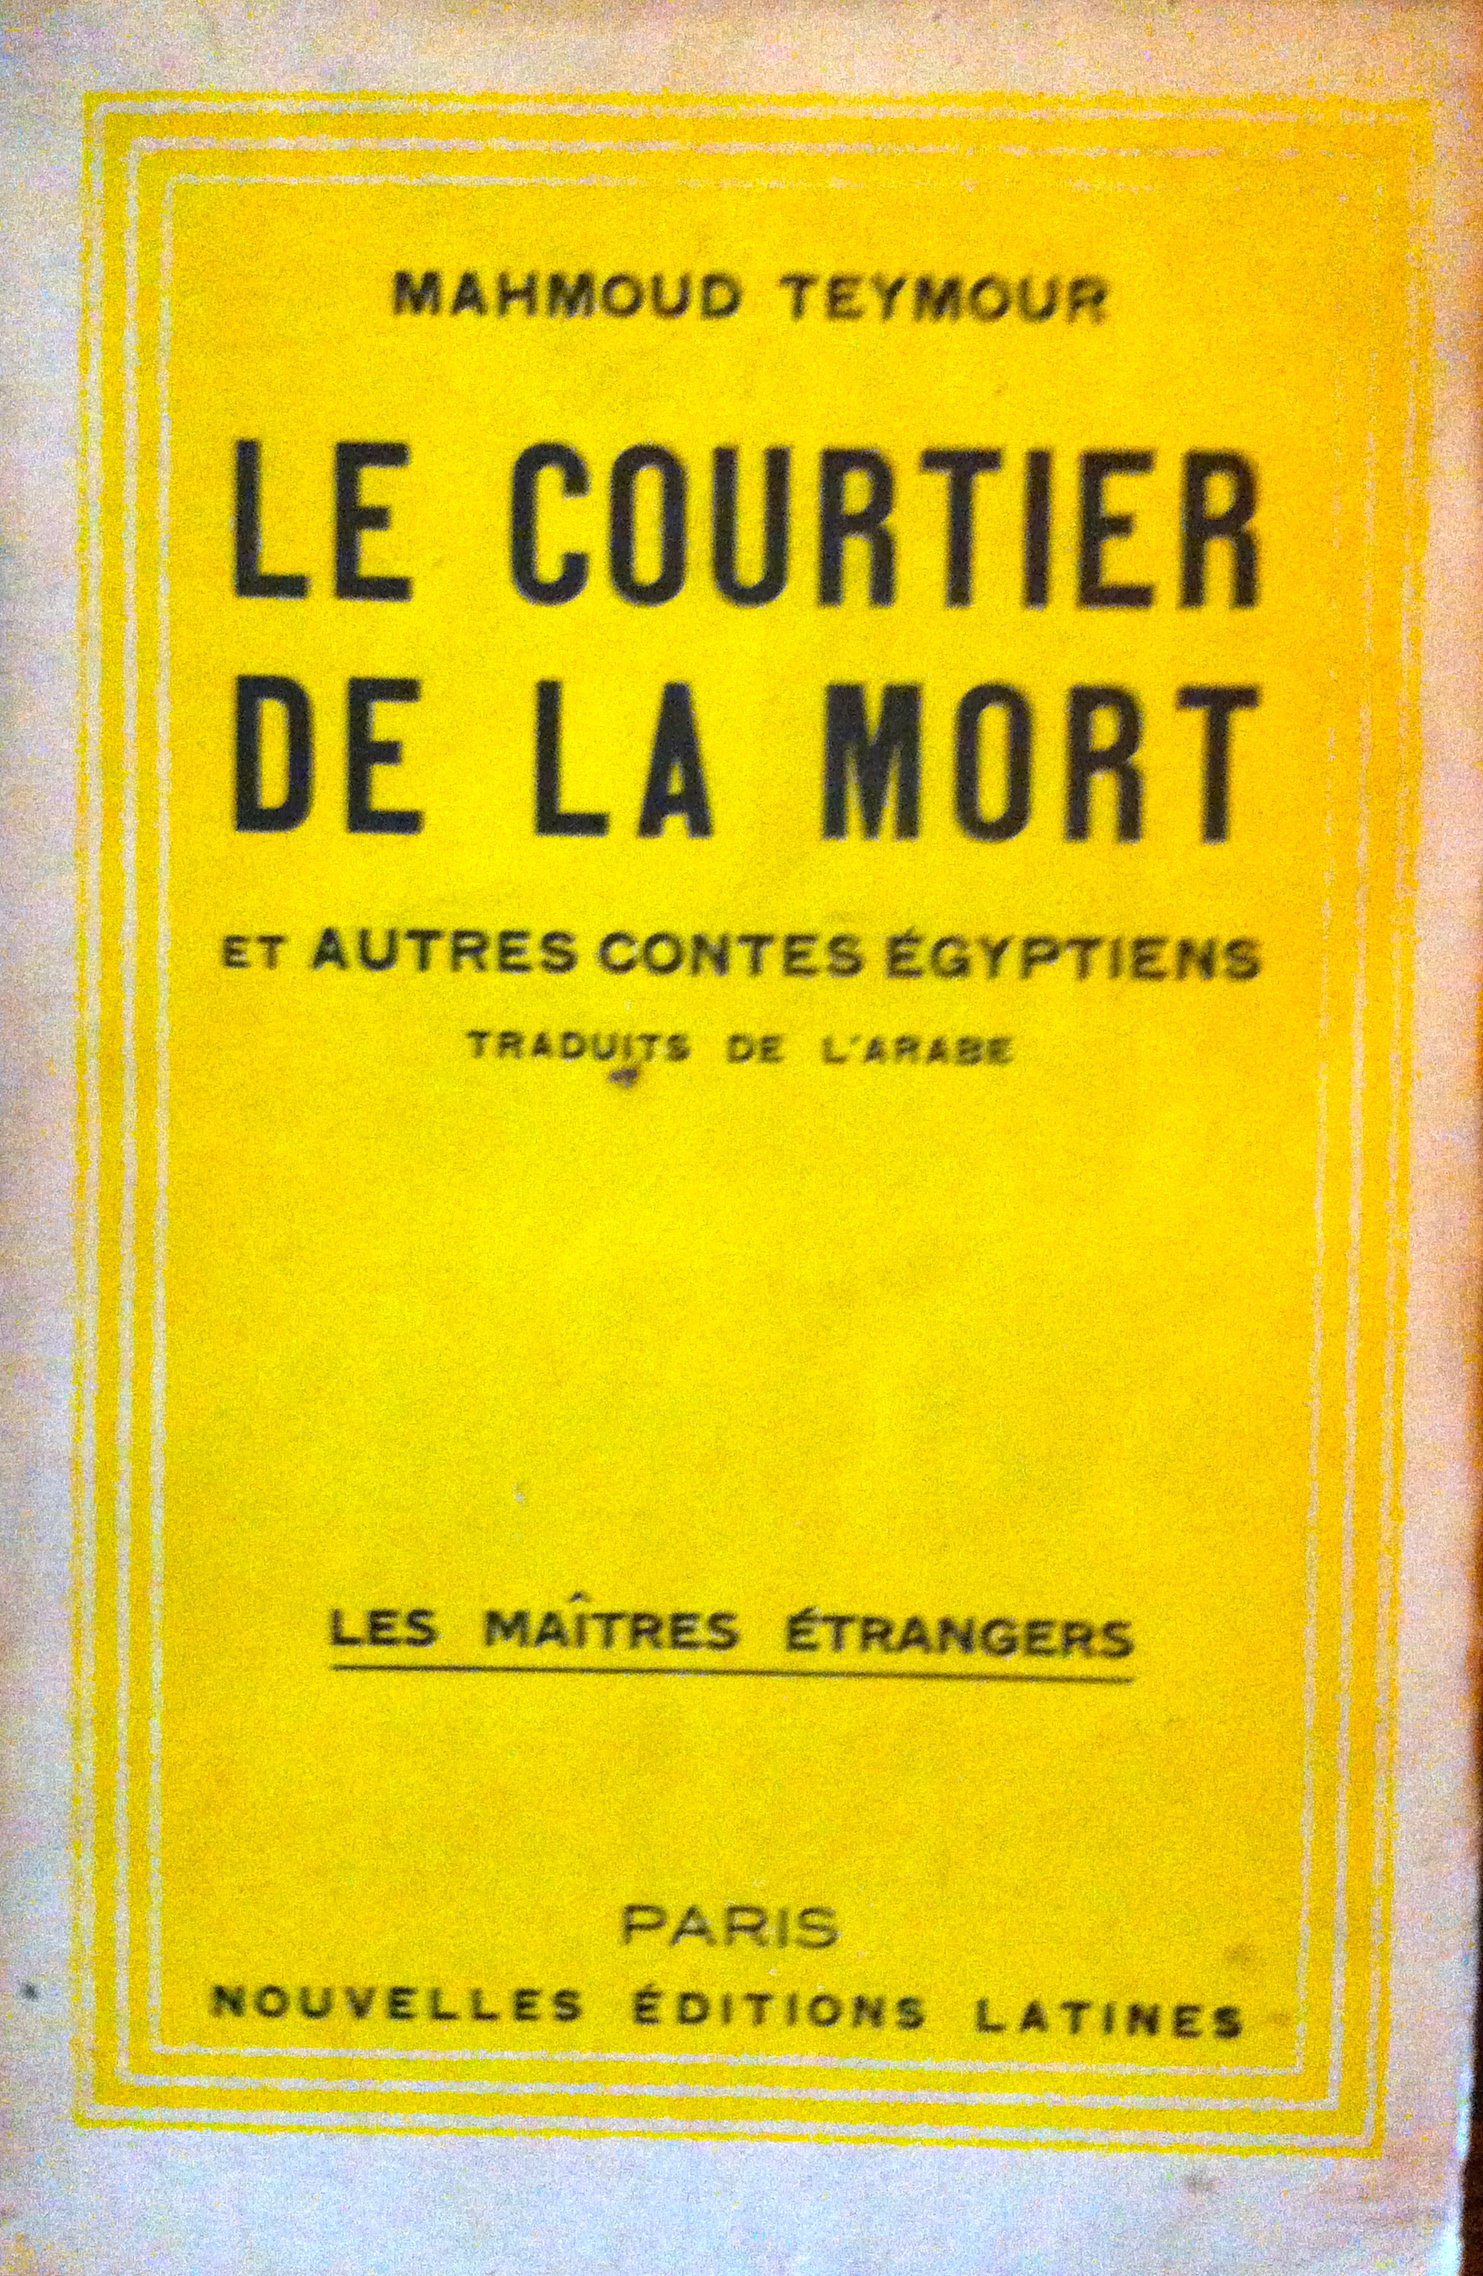 MAHMOUD TEYMOUR
LE COURTIER
DE LA MORT
ET AUTRES CONTES ÉGYPTIENS
TRADUITS DE L'ARABE
LES MAÎTRES ÉTRANGERS
PARIS
NOUVELLES ÉDITIONS LATINES